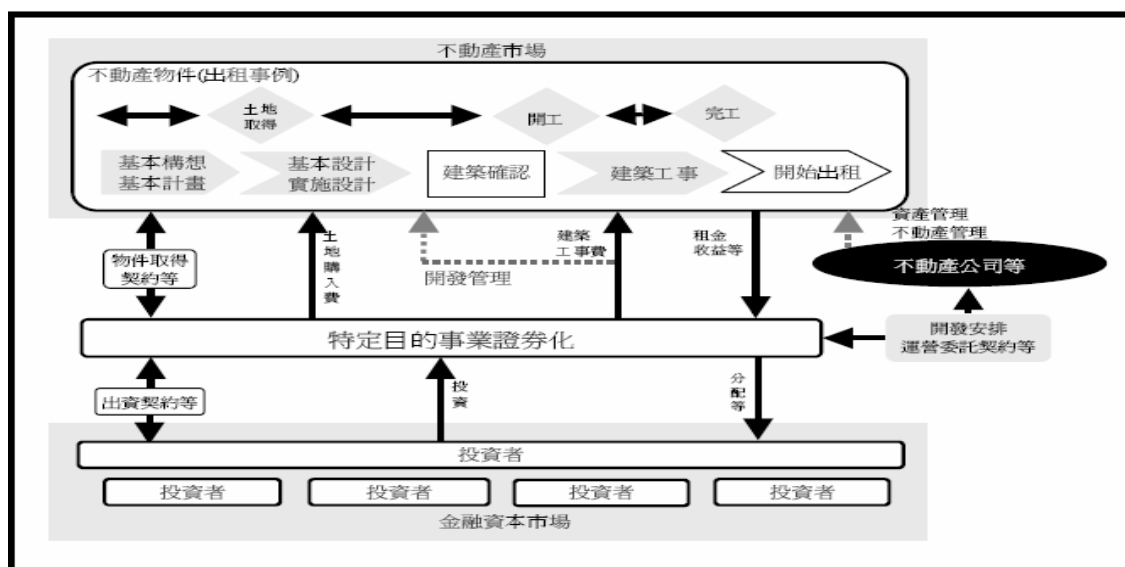 不動產市場
不動產物件(出租事例)
土地
取得
開工
完工
基本構想
基本計畫
基本設計
實施設計
建築確認
建築工事
開始出租
資產管理
不動產管理
物件取得
契約等
土地購入費
開發管理
建築
工事費
租金
收益等
不動產公司等
特定目的事業證券化
開發安排
運營委託契約等
出資契約等
投資
分配等
投資者
投資者
投資者
投資者
投資者
金融資本市場